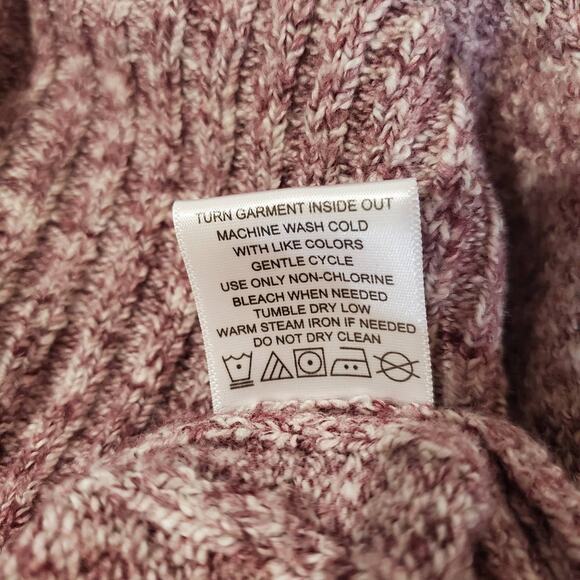 TURN GARMENT INSIDE OUT
MACHINE WASH COLD
WITH LIKE COLORS
GENTLE CYCLE
USE ONLY NON-CHLORINE
BLEACH WHEN NEEDED
TUMBLE DRY LOW
WARM STEAM IRON IF NEEDED
DO NOT DRY CLEAN